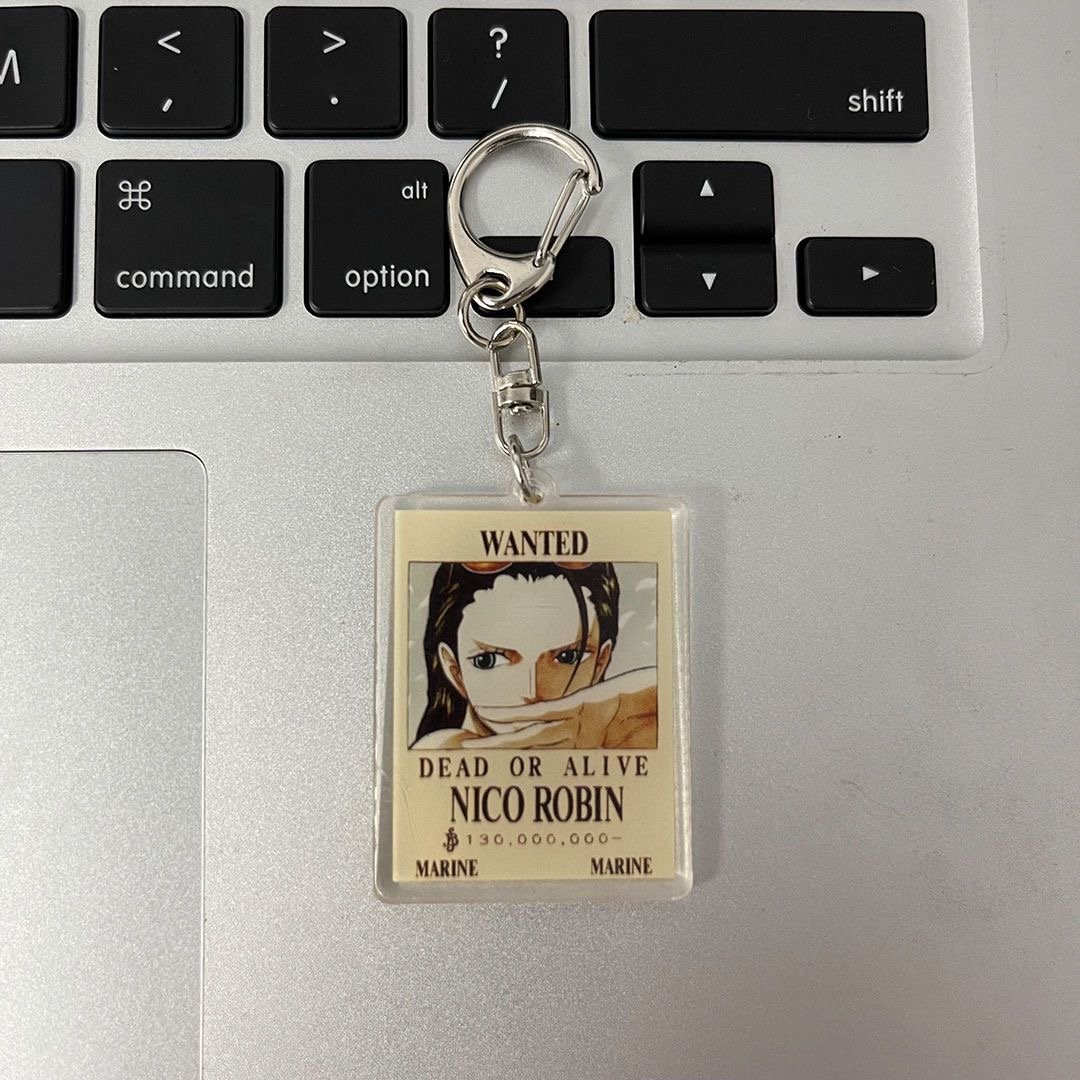 M
<
,
>
.
?
/
shift
⌘
alt
command
option
▲
▼
▶
WANTED
DEAD OR ALIVE
NICO ROBIN
฿130,000,000-
MARINE MARINE